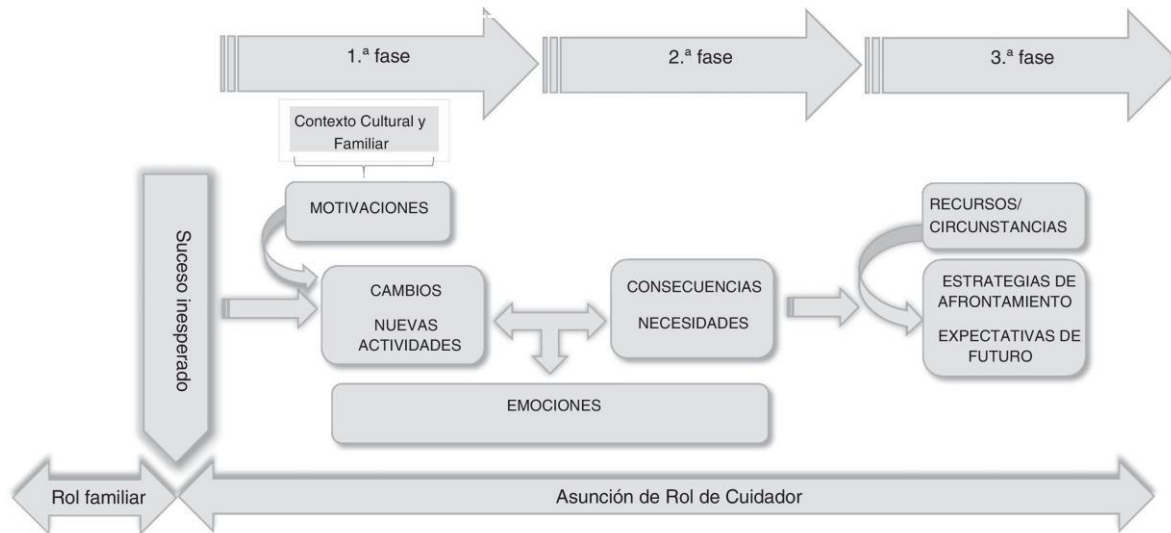 1.ª fase
2.ª fase
3.ª fase
Contexto Cultural y
Familiar
MOTIVACIONES
Suceso inesperado
CAMBIOS
NUEVAS
ACTIVIDADES
CONSECUENCIAS
NECESIDADES
RECURSOS/
CIRCUNSTANCIAS
ESTRATEGIAS DE
AFRONTAMIENTO
EXPECTATIVAS DE
FUTURO
EMOCIONES
Rol familiar
Asunción de Rol de Cuidador